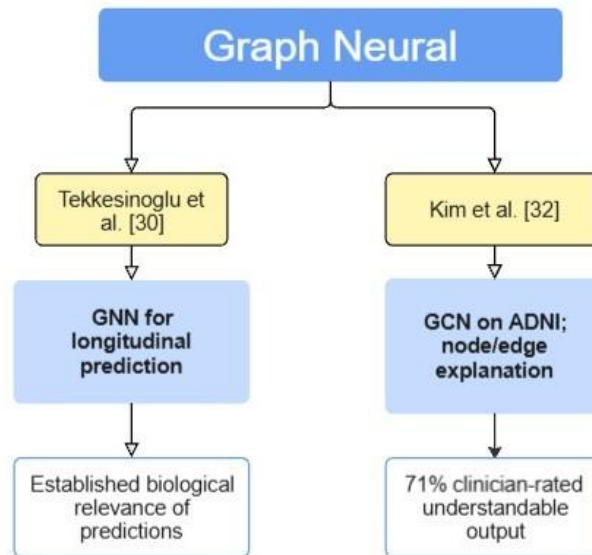 Graph Neural
Tekkesinoglu et
al. [30]
Kim et al. [32]
GNN for
longitudinal
prediction
GCN on ADNI;
node/edge
explanation
Established biological
relevance of
predictions
71% clinician-rated
understandable
output